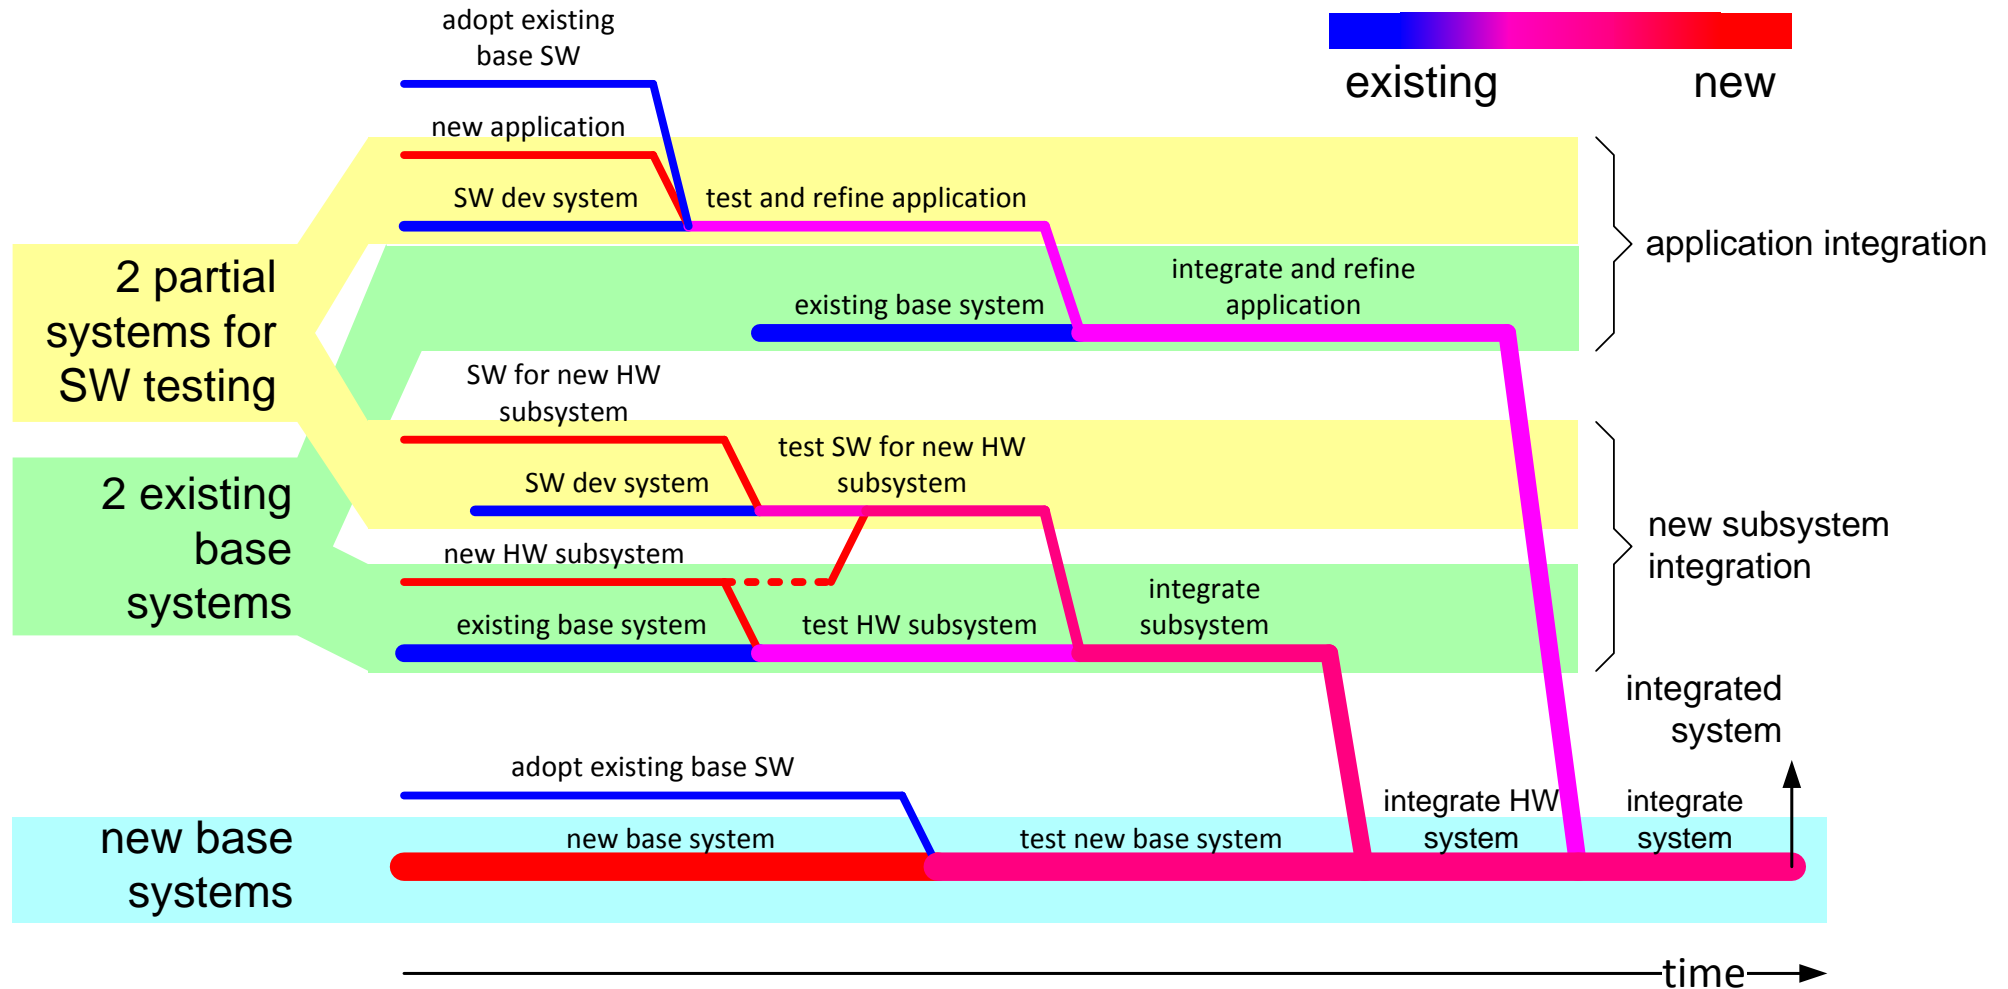 adopt existing
base SW
existing
new
new application
SW dev system
test and refine application
application integration
2 partial
systems for
SW testing
integrate and refine
application
existing base system
SW for new HW
subsystem
test SW for new HW
subsystem
SW dev system
new subsystem
integration
2 existing
base
systems
new HW subsystem
integrate
subsystem
existing base system
test HW subsystem
integrated
system
adopt existing base SW
integrate HW
system
integrate
system
new base
systems
new base system
test new base system
time